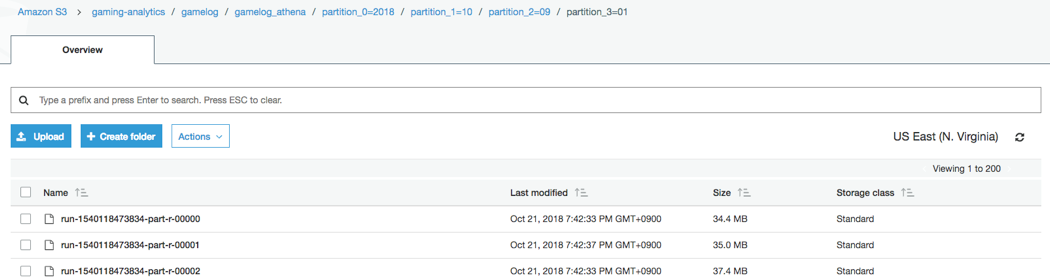 Amazon S3 > gaming-analytics / gamelog / gamelog_athena / partition_0=2018 / partition_1=10 / partition_2=09 / partition_3=01
Overview
Type a prefix and press Enter to search. Press ESC to clear.
Upload + Create folder Actions US East (N. Virginia)
Viewing 1 to 200
Name Last modified Size Storage class
run-1540118473834-part-r-00000 Oct 21, 2018 7:42:33 PM GMT+0900 34.4 MB Standard
run-1540118473834-part-r-00001 Oct 21, 2018 7:42:37 PM GMT+0900 35.0 MB Standard
run-1540118473834-part-r-00002 Oct 21, 2018 7:42:33 PM GMT+0900 37.4 MB Standard